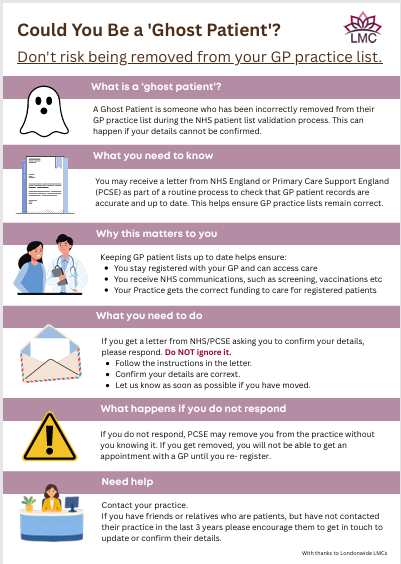 Could You Be a 'Ghost Patient'?
LMC
Don't risk being removed from your GP practice list.
What is a 'ghost patient'?
A Ghost Patient is someone who has been incorrectly removed from their
GP practice list during the NHS patient list validation process. This can
happen if your details cannot be confirmed.
What you need to know
You may receive a letter from NHS England or Primary Care Support England
(PCSE) as part of a routine process to check that GP patient records are
accurate and up to date. This helps ensure GP practice lists remain correct.
Why this matters to you
Keeping GP patient lists up to date helps ensure:
• You stay registered with your GP and can access care
• You receive NHS communications, such as screening, vaccinations etc
• Your Practice gets the correct funding to care for registered patients
What you need to do
If you get a letter from NHS/PCSE asking you to confirm your details,
please respond. Do NOT ignore it.
• Follow the instructions in the letter.
• Confirm your details are corrext.
• Let us know as soon as possible if you have moved.
What happens if you do not respond
If you do not respond, PCSE may remove you from the practice without
you knowing it. If you get removed, you will not be able to get an
appointment with a GP until you re- register.
Need help
Contact your practice.
If you have friends or relatives who are patients, but have not contacted
their practice in the last 3 years please encourage them to get in touch to
update or confirm their details.
With thanks to Londonwide LMCs